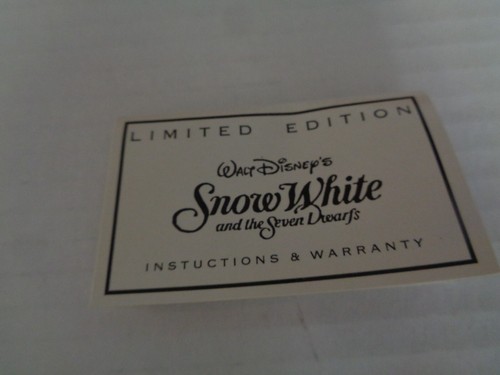 LIMITED EDITION
WALT DISNEY'S
Snow White
and the Seven Dwarfs
INSTUCTIONS & WARRANTY